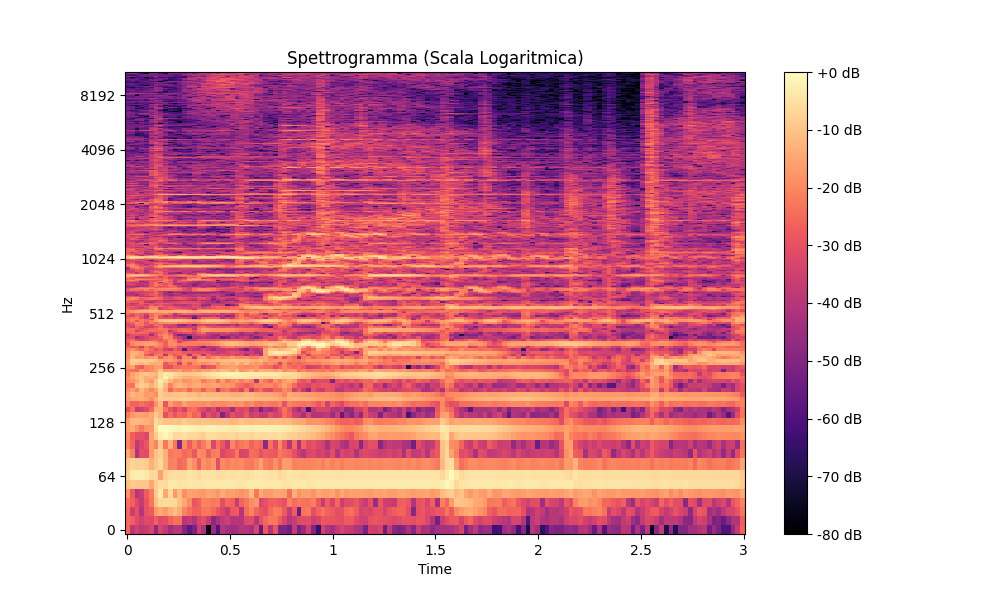 Spettrogramma (Scala Logaritmica)
Hz
8192
4096
2048
1024
512
256
128
64
0
0 0.5 1 1.5 2 2.5 3
Time
+0 dB
-10 dB
-20 dB
-30 dB
-40 dB
-50 dB
-60 dB
-70 dB
-80 dB